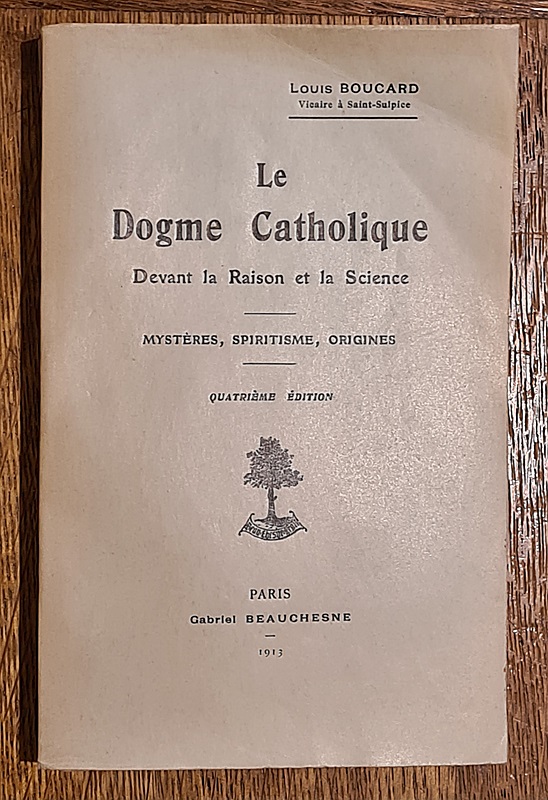 Louis BOUCARD
Vicaire à Saint-Sulpice
Le
Dogme Catholique
Devant la Raison et la Science
MYSTÈRES, SPIRITISME, ORIGINES
QUATRIÈME ÉDITION
PARIS
Gabriel BEAUCHESNE
1913